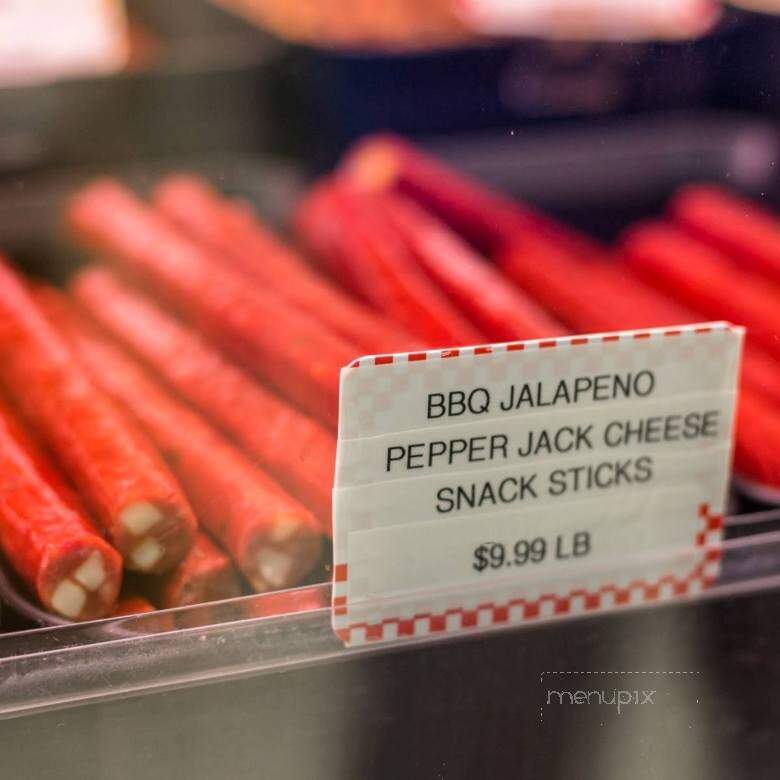 BBQ JALAPENO
PEPPER JACK CHEESE
SNACK STICKS
$9.99 LB
menupix